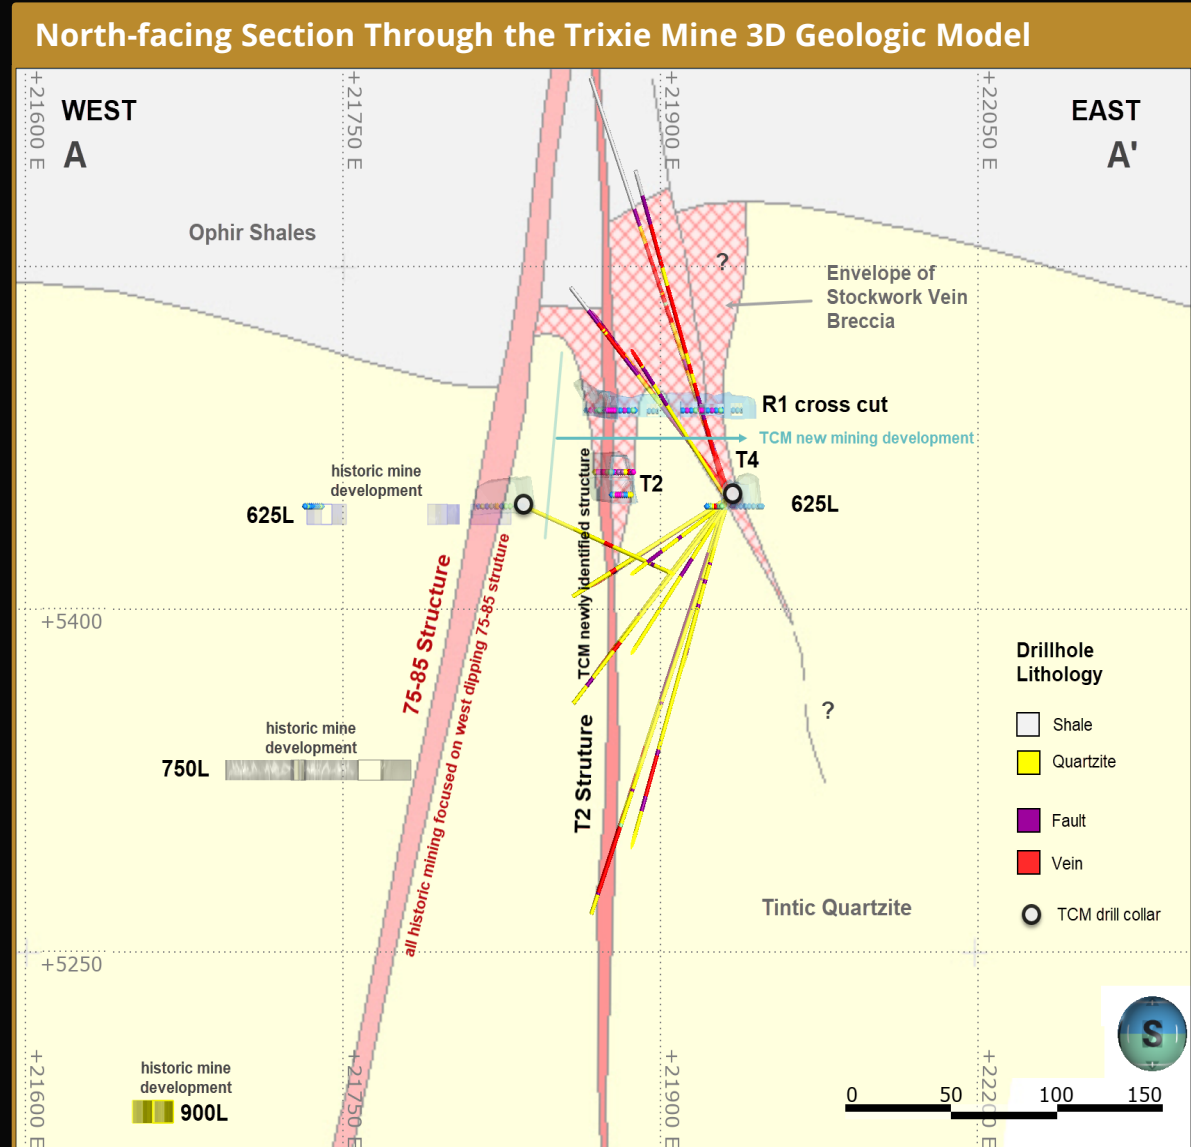 North-facing Section Through the Trixie Mine 3D Geologic Model
+21600 E
+21750 E
+21900 E
+22050 E
WEST
A
EAST
A'
Ophir Shales
?
Envelope of
Stockwork Vein
Breccia
R1 cross cut
TCM new mining development
T4
T2
historic mine
development
625L
625L
TCM newly identified structure
75-85 Structure
all historic mining focused on west dipping 75-85 struture
+5400
Drillhole
Lithology
Shale
Quartzite
Fault
Vein
TCM drill collar
?
historic mine
development
750L
T2 Struture
Tintic Quartzite
+5250
S
historic mine
development
900L
+21600 E
+21750 E
+21900 E
0 50 100 150